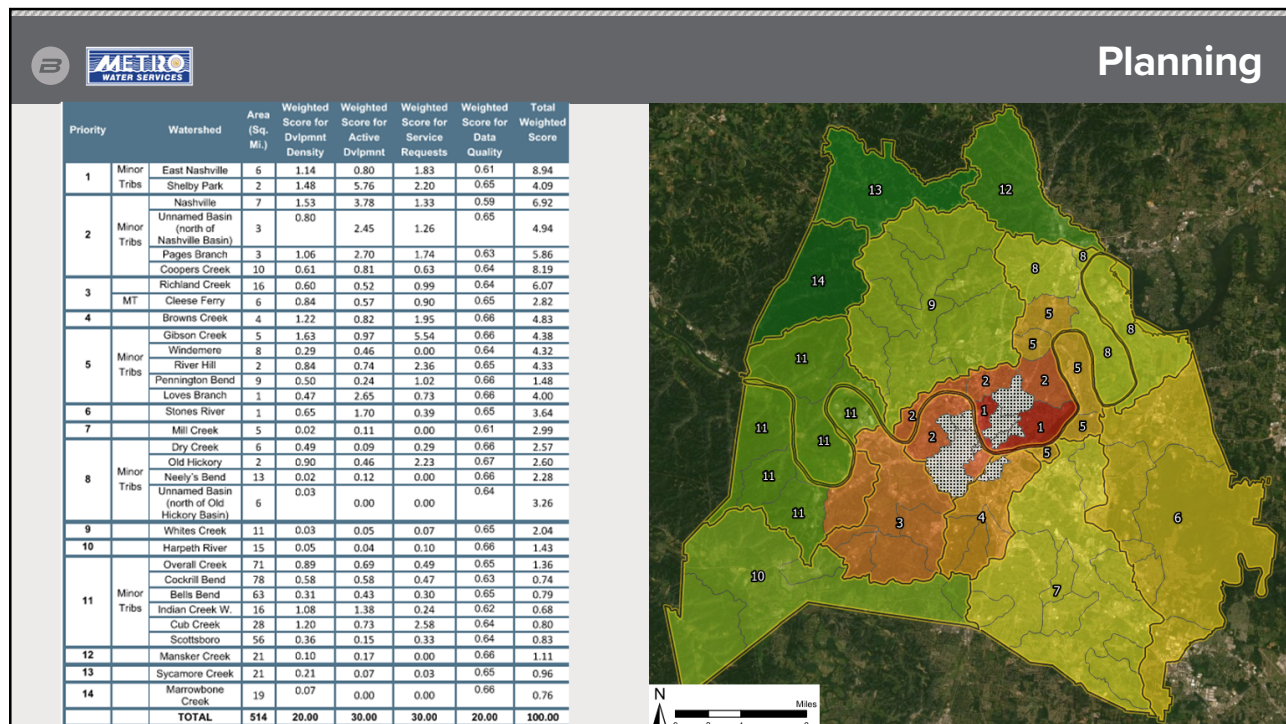 B
METRO
WATER SERVICES
Planning
Priority Watershed Area (Sq. Mi.) Weighted Score for Dvlpmnt Density Weighted Score for Active Dvlpmnt Weighted Score for Service Requests Weighted Score for Data Quality Total Weighted Score
1 Minor Tribs East Nashville 6 1.14 0.80 1.83 0.61 8.94
Shelby Park 2 1.48 5.76 2.20 0.65 4.09
2 Minor Tribs Nashville 7 1.53 3.78 1.33 0.59 6.92
Unnamed Basin (north of Nashville Basin) 3 0.80 2.45 1.26 0.65 4.94
Pages Branch 3 1.06 2.70 1.74 0.63 5.86
Coopers Creek 10 0.61 0.81 0.63 0.64 8.19
3 Richland Creek 16 0.60 0.52 0.99 0.64 6.07
MT Cleese Ferry 6 0.84 0.57 0.90 0.65 2.82
4 Browns Creek 4 1.22 0.82 1.95 0.66 4.83
5 Minor Tribs Gibson Creek 5 1.63 0.97 5.54 0.66 4.38
Windemere 8 0.29 0.46 0.00 0.64 4.32
River Hill 2 0.84 0.74 2.36 0.65 4.33
Pennington Bend 9 0.50 0.24 1.02 0.66 1.48
Loves Branch 1 0.47 2.65 0.73 0.66 4.00
6 Stones River 1 0.65 1.70 0.39 0.65 3.64
7 Mill Creek 5 0.02 0.11 0.00 0.61 2.99
8 Minor Tribs Dry Creek 6 0.49 0.09 0.29 0.66 2.57
Old Hickory 2 0.90 0.46 2.23 0.67 2.60
Neely's Bend 13 0.02 0.12 0.00 0.66 2.28
Unnamed Basin (north of Old Hickory Basin) 6 0.03 0.00 0.00 0.64 3.26
9 Whites Creek 11 0.03 0.05 0.07 0.65 2.04
10 Harpeth River 15 0.05 0.04 0.10 0.66 1.43
11 Minor Tribs Overall Creek 71 0.89 0.69 0.49 0.65 1.36
Cockrill Bend 78 0.58 0.58 0.47 0.63 0.74
Bells Bend 63 0.31 0.43 0.30 0.65 0.79
Indian Creek W. 16 1.08 1.38 0.24 0.62 0.68
Cub Creek 28 1.20 0.73 2.58 0.64 0.80
Scottsboro 56 0.36 0.15 0.33 0.64 0.83
12 Mansker Creek 21 0.10 0.17 0.00 0.66 1.11
13 Sycamore Creek 21 0.21 0.07 0.03 0.65 0.96
14 Marrowbone Creek 19 0.07 0.00 0.00 0.66 0.76
TOTAL 514 20.00 30.00 30.00 20.00 100.00
13
12
8
8
14
9
5
8
5
8
11
5
2
2
11
2
1
11
1
5
11
2
5
11
11
3
4
6
10
7
N
Miles